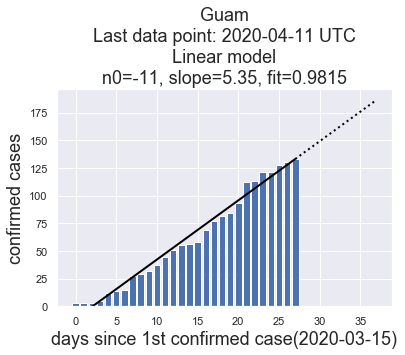 Guam
Last data point: 2020-04-11 UTC
Linear model
n0=-11, slope=5.35, fit=0.9815
175
150
125
100
75
50
25
0
confirmed cases
0 5 10 15 20 25 30 35
days since 1st confirmed case(2020-03-15)